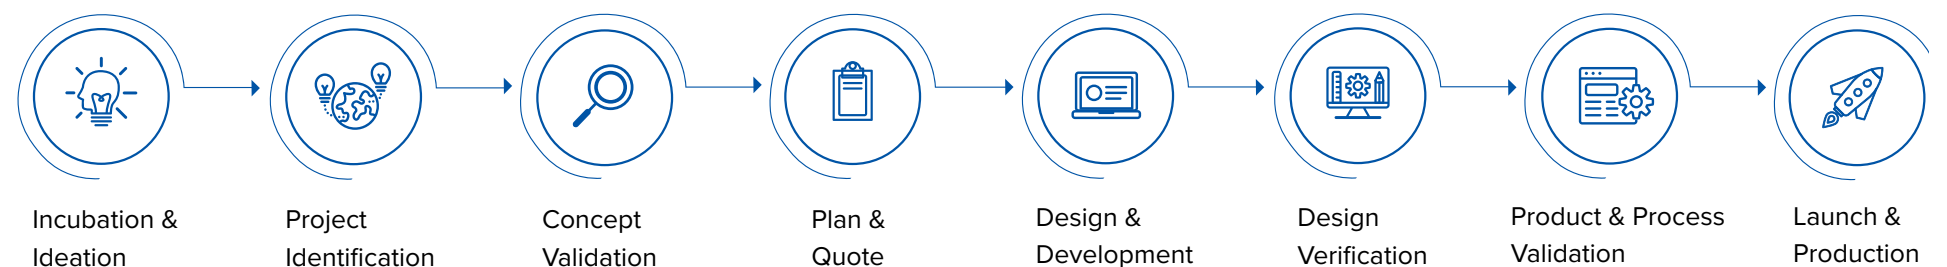 Incubation &
Ideation
Project
Identification
Concept
Validation
Plan &
Quote
Design &
Development
Design
Verification
Product & Process
Validation
Launch &
Production